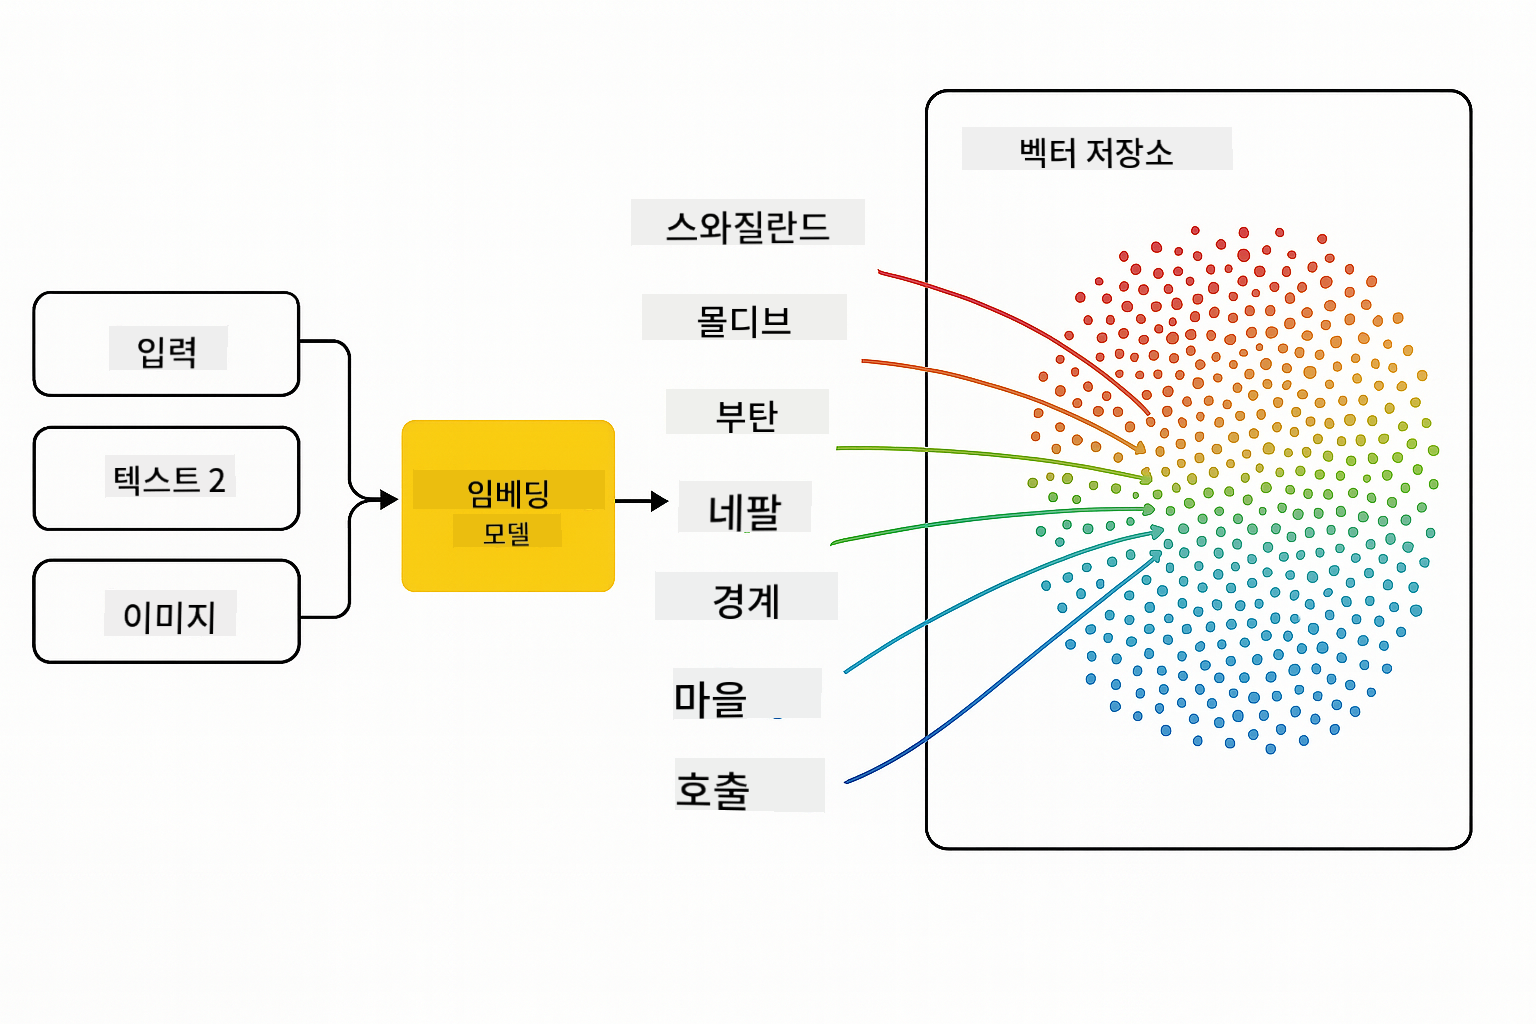 입력
텍스트 2
이미지
임베딩
모델
스와질란드
몰디브
부탄
네팔
경계
마을
호출
벡터 저장소